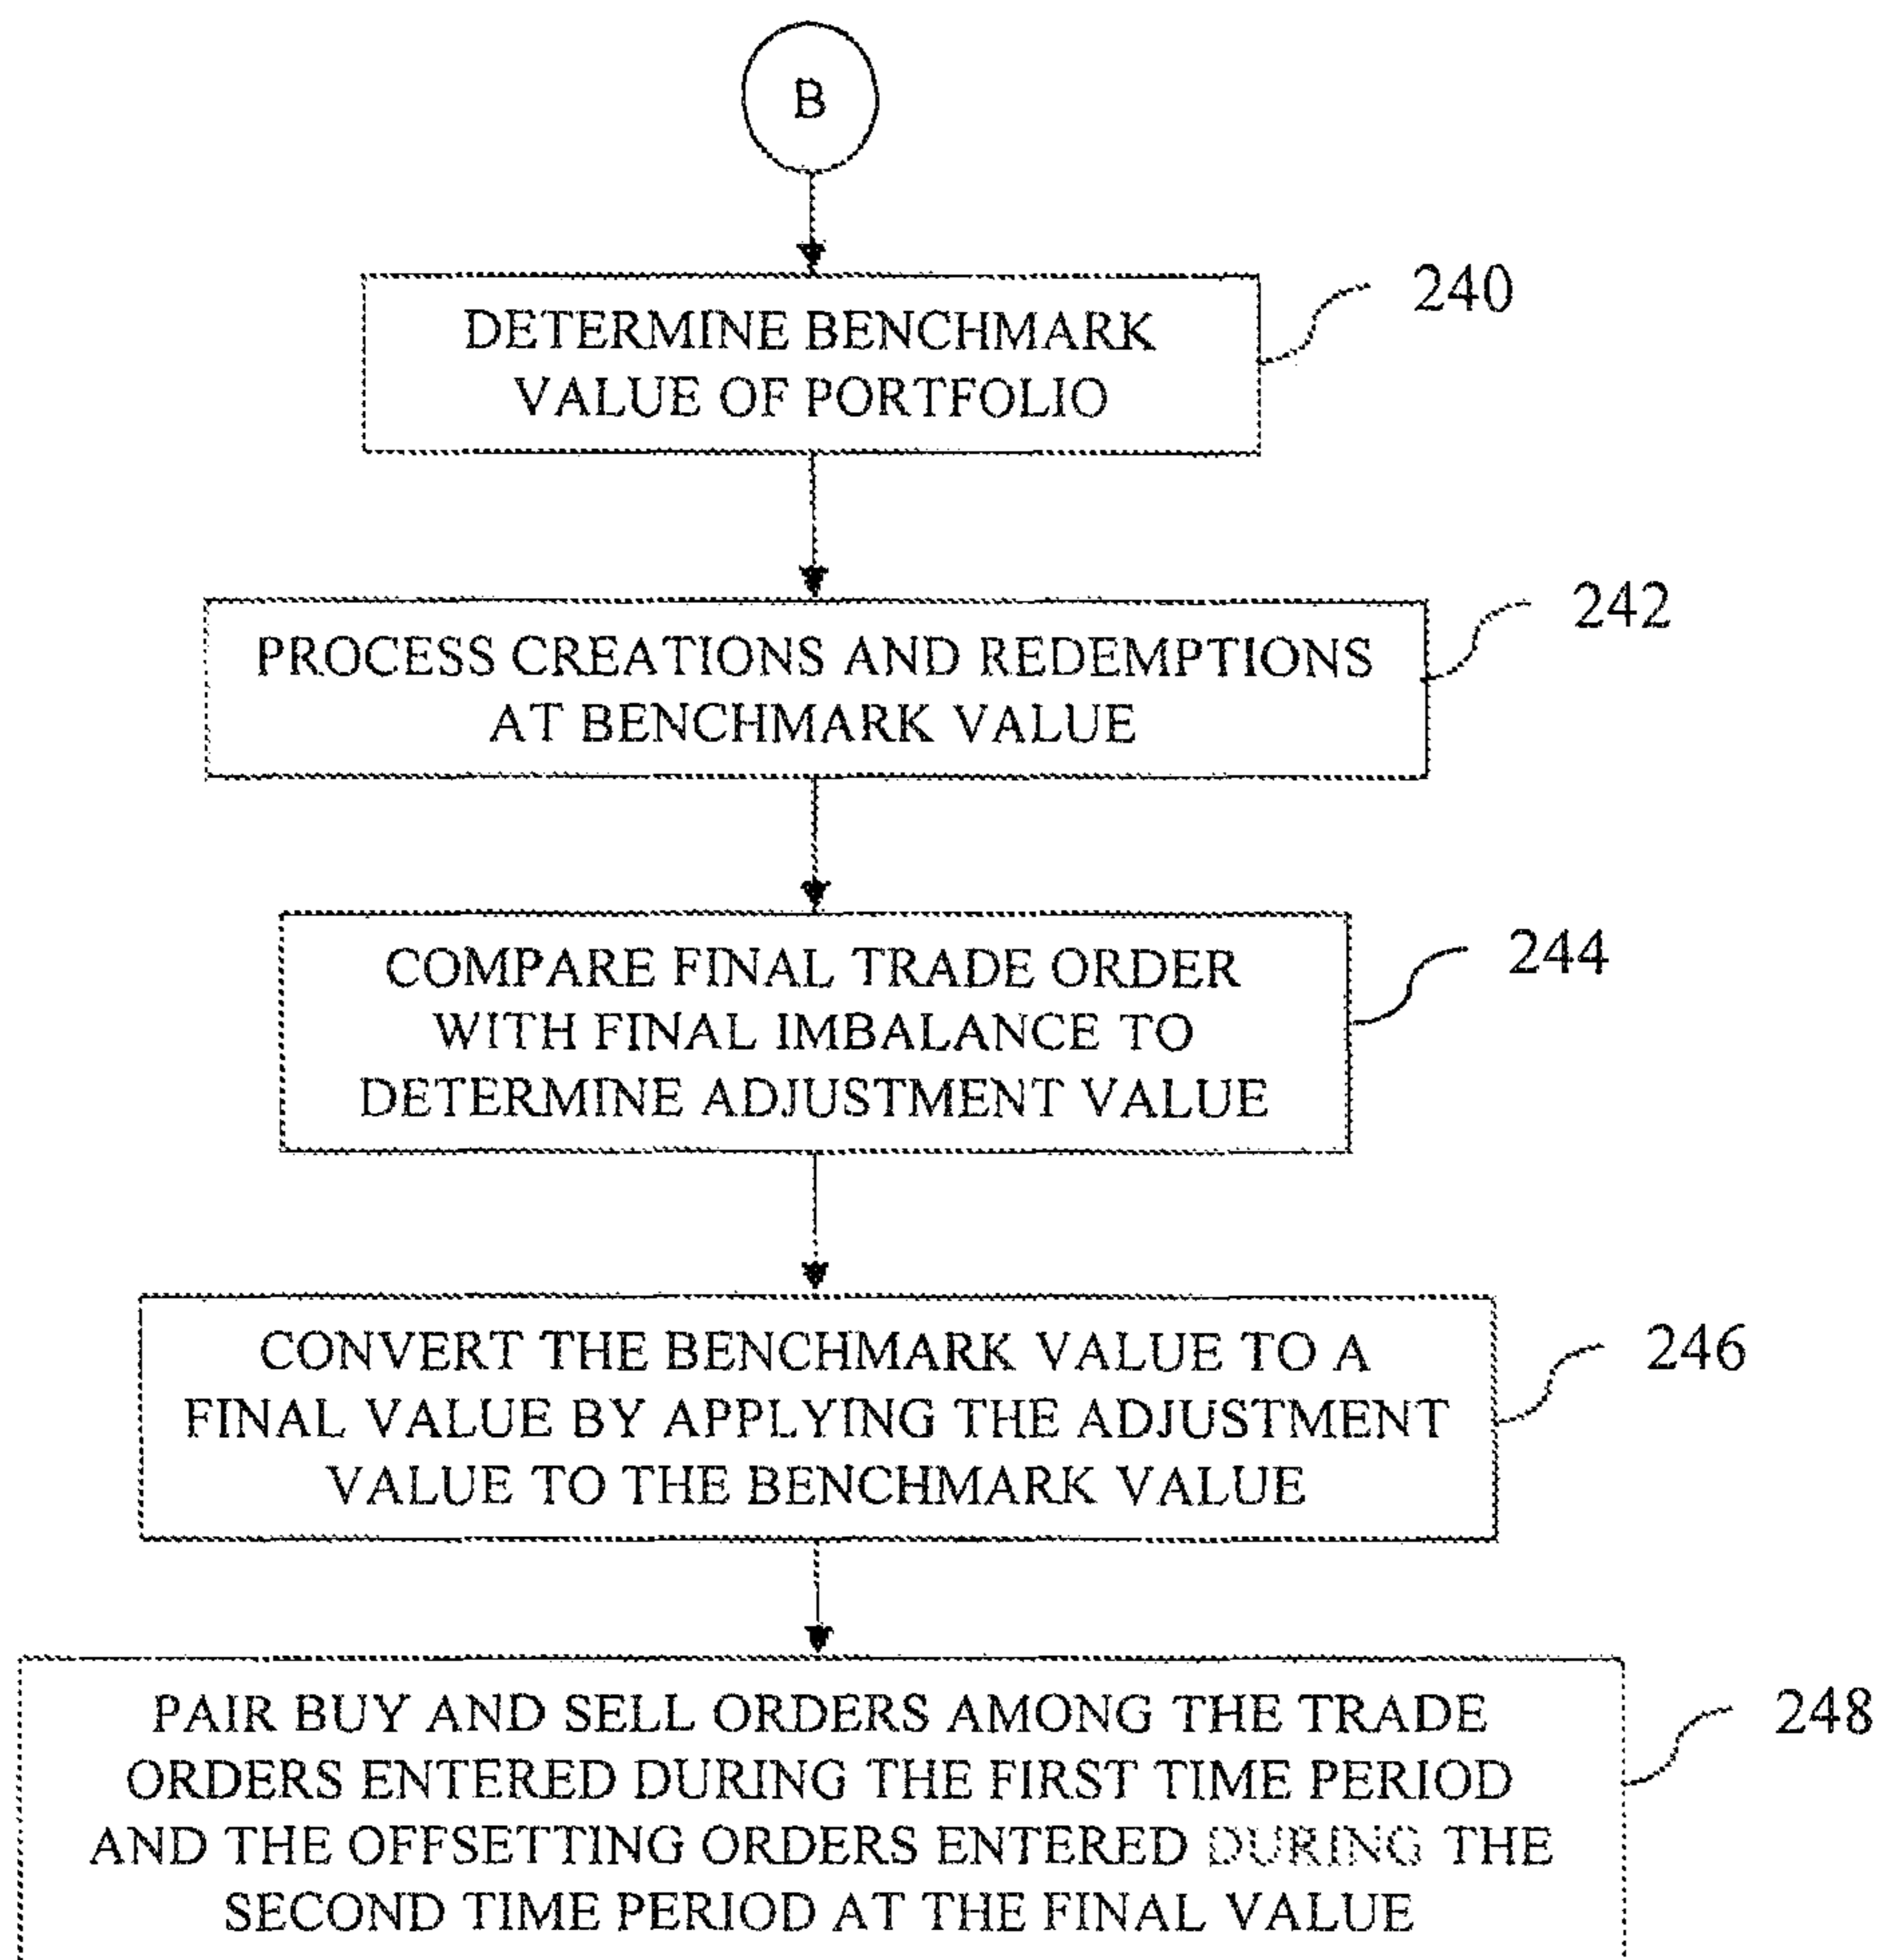 B
DETERMINE BENCHMARK
VALUE OF PORTFOLIO
240
PROCESS CREATIONS AND REDEMPTIONS
AT BENCHMARK VALUE
242
COMPARE FINAL TRADE ORDER
WITH FINAL IMBALANCE TO
DETERMINE ADJUSTMENT VALUE
244
CONVERT THE BENCHMARK VALUE TO A
FINAL VALUE BY APPLYING THE ADJUSTMENT
VALUE TO THE BENCHMARK VALUE
246
PAIR BUY AND SELL ORDERS AMONG THE TRADE
ORDERS ENTERED DURING THE FIRST TIME PERIOD
AND THE OFFSETTING ORDERS ENTERED DURING THE
SECOND TIME PERIOD AT THE FINAL VALUE
248